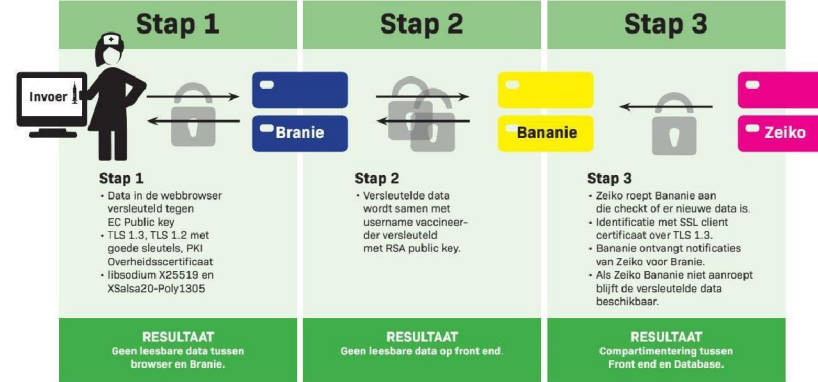 Stap 1
Stap 2
Stap 3
Invoer
Branie
Bananie
Zeiko
Stap 1
• Data in de webbrowser
versleuteld tegen
EC Public key
• TLS 1.3, TLS 1.2 met
goede sleutels, PKI
Overheidsscertificaat
• libsodium X25519 en
XSalsa20-Poly1305
Stap 2
• Versleutelde data
wordt samen met
username vaccineer-
der versleuteld
met RSA public key.
Stap 3
• Zeiko roept Bananie aan
die checkt of er nieuwe data is.
• Identificatie met SSL client
certificaat over TLS 1.3.
• Bananie ontvangt notificaties
van Zeiko voor Branie.
• Als Zeiko Bananie niet aanroept
blijft de versleutelde data
beschikbaar.
RESULTAAT
Geen leesbare data tussen
browser en Branie.
RESULTAAT
Geen leesbare data op front end.
RESULTAAT
Compartimentering tussen
Front end en Database.